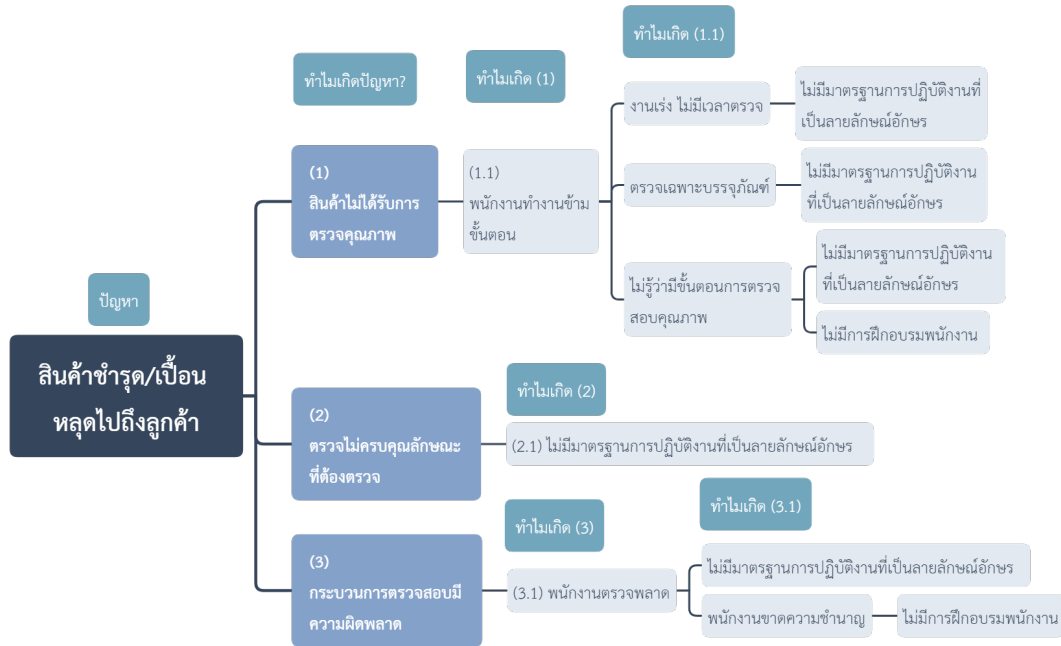 ทำไมเกิด (1.1)
ทำไมเกิดปัญหา?
ทำไมเกิด (1)
งานเร่ง ไม่มีเวลาตรวจ
ไม่มีมาตรฐานการปฏิบัติงานที่
เป็นลายลักษณ์อักษร
(1)
สินค้าไม่ได้รับการ
ตรวจคุณภาพ
(1.1)
พนักงานทำงานข้าม
ขั้นตอน
ตรวจเฉพาะบรรจุภัณฑ์
ไม่มีมาตรฐานการปฏิบัติงาน
ที่เป็นลายลักษณ์อักษร
ไม่รู้ว่ามีขั้นตอนการตรวจ
สอบคุณภาพ
ไม่มีมาตรฐานการปฏิบัติงาน
ที่เป็นลายลักษณ์อักษร
ไม่มีการฝึกอบรมพนักงาน
ปัญหา
สินค้าชำรุด/เปื้อน
หลุดไปถึงลูกค้า
ทำไมเกิด (2)
(2)
ตรวจไม่ครบคุณลักษณะ
ที่ต้องตรวจ
(2.1) ไม่มีมาตรฐานการปฏิบัติงานที่เป็นลายลักษณ์อักษร
ทำไมเกิด (3)
ทำไมเกิด (3.1)
(3)
กระบวนการตรวจสอบมี
ความผิดพลาด
(3.1) พนักงานตรวจพลาด
ไม่มีมาตรฐานการปฏิบัติงานที่เป็นลายลักษณ์อักษร
พนักงานขาดความชำนาญ
ไม่มีการฝึกอบรมพนักงาน